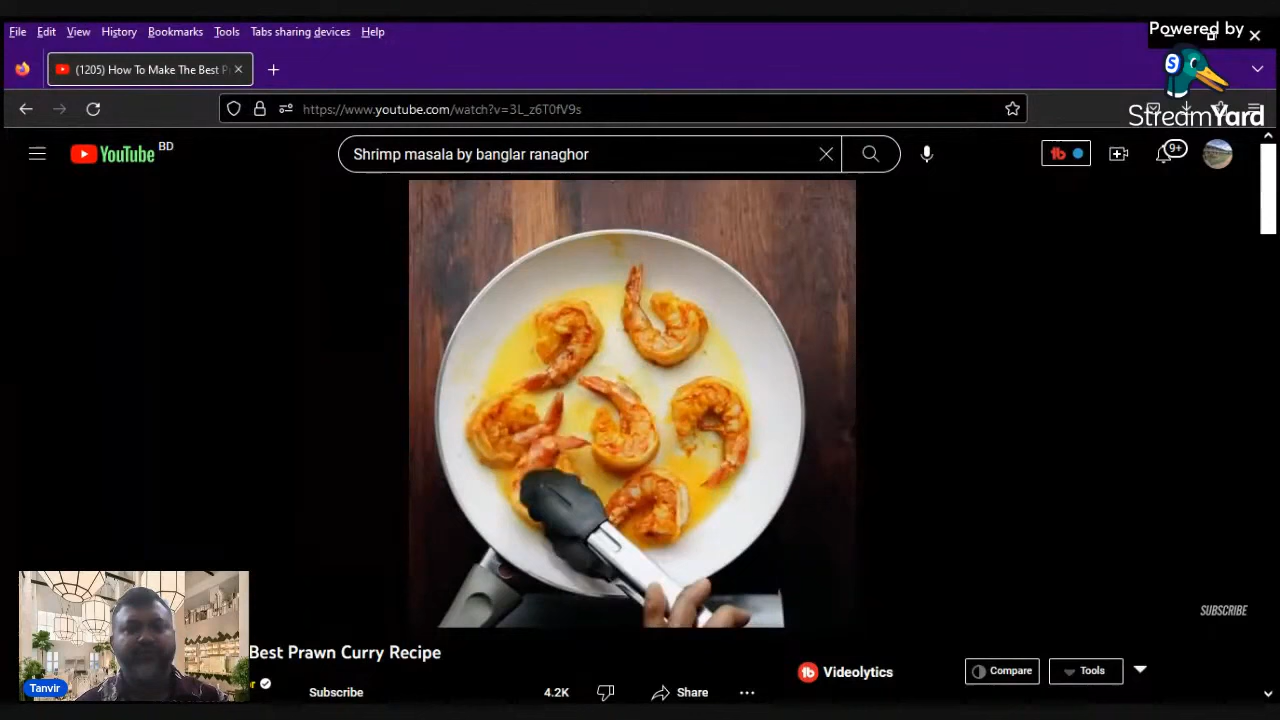 File Edit View History Bookmarks Tools Tabs sharing devices Help
Powered by
StreamYard
(1205) How To Make The Best P
https://www.youtube.com/watch?v=3L_z6T0fV9s
YouTube BD
Shrimp masala by banglar ranaghor
9+
SUBSCRIBE
Best Prawn Curry Recipe
Videolytics
Compare
Tools
Tanvir
Subscribe
4.2K
Share